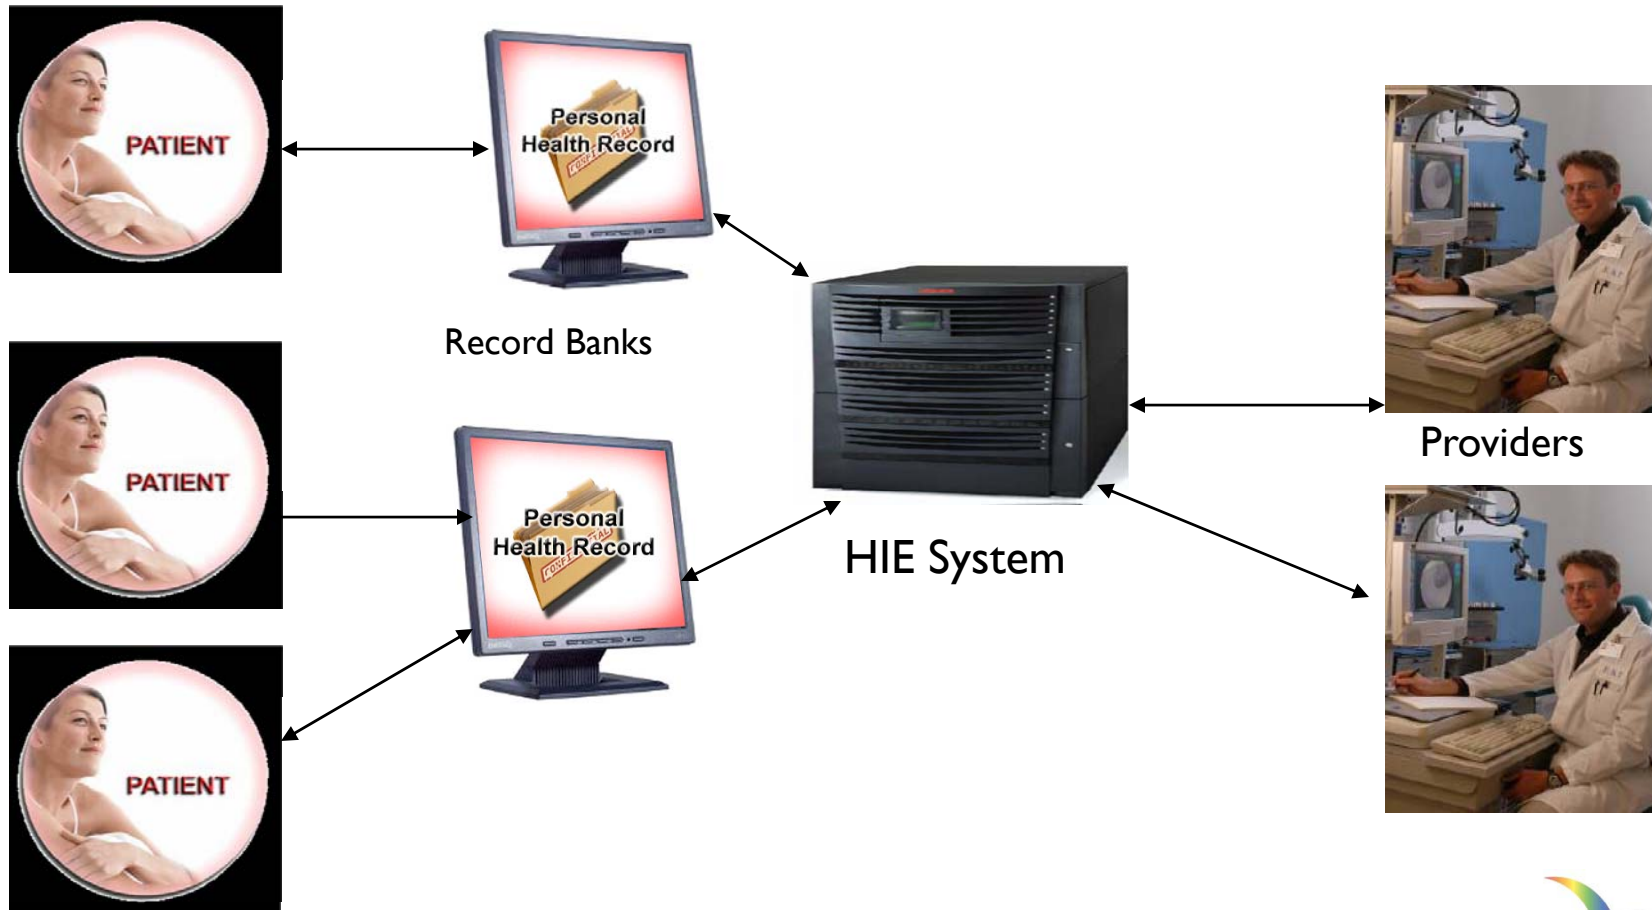 PATIENT
Personal
Health Record
Record Banks
PATIENT
Personal
Health Record
HIE System
Providers
PATIENT